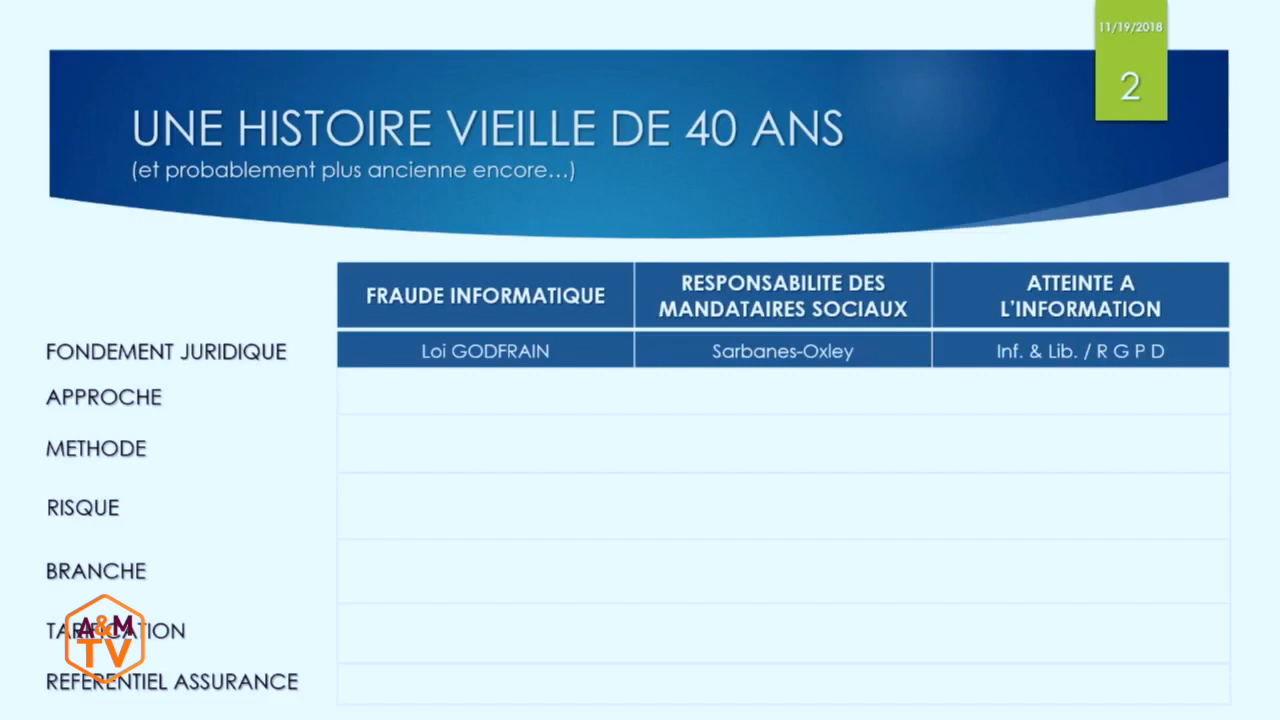 11/19/2018
2
UNE HISTOIRE VIEILLE DE 40 ANS
(et probablement plus ancienne encore...)
FRAUDE INFORMATIQUE
RESPONSABILITE DES
MANDATAIRES SOCIAUX
ATTEINTE A
L'INFORMATION
FONDEMENT JURIDIQUE
Loi GODFRAIN
Sarbanes-Oxley
Inf. & Lib. / R G P D
APPROCHE
METHODE
RISQUE
BRANCHE
TARIFICATION
A&M
TV
REFERENTIEL ASSURANCE